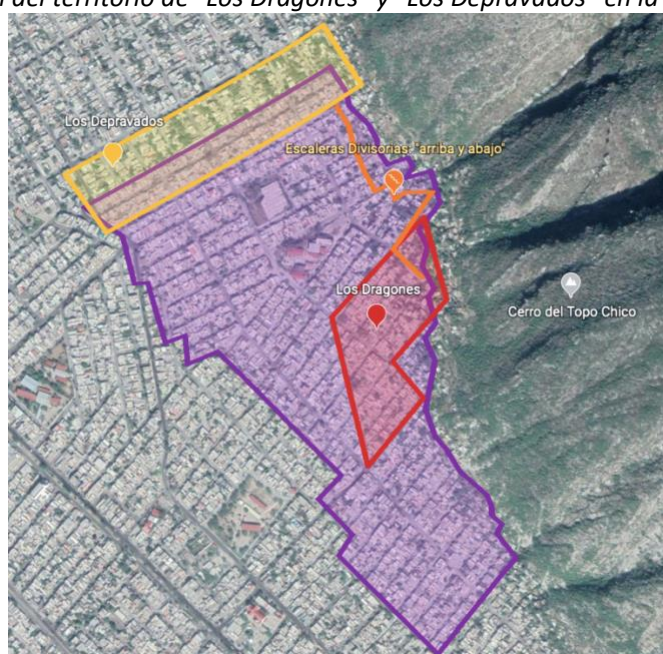 del territorio de "Los Dragones" y "Los Depravados" en la
Los Depravados
Escaleras Divisorias "arriba y abajo"
Los Dragones
Cerro del Topo Chico